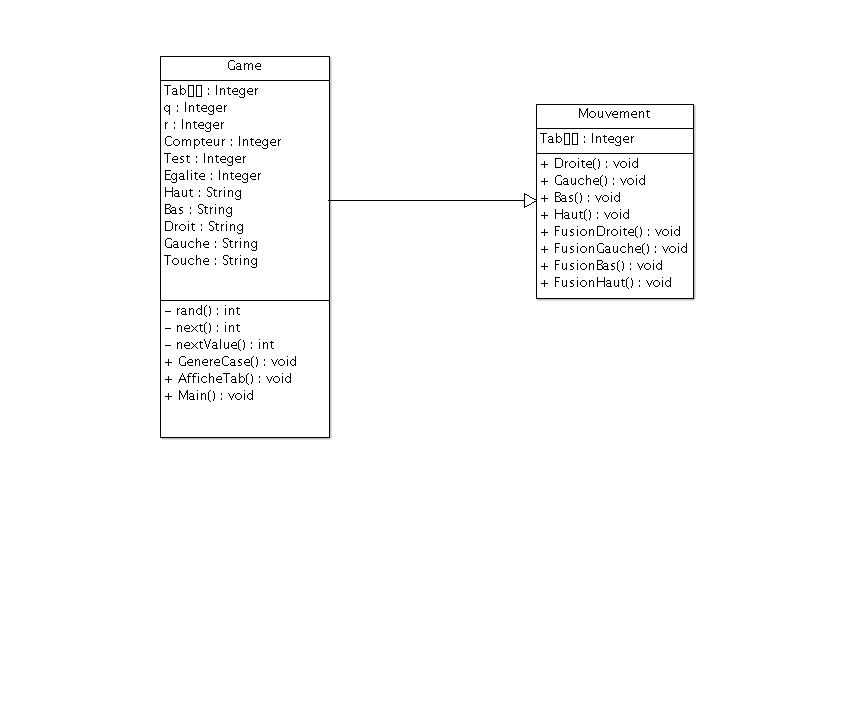 Game
Tab[][] : Integer
q : Integer
r : Integer
Compteur : Integer
Test : Integer
Egalite : Integer
Haut : String
Bas : String
Droit : String
Gauche : String
Touche : String
- rand() : int
- next() : int
- nextValue() : int
+ GenereCase() : void
+ AfficheTab() : void
+ Main() : void
Mouvement
Tab[][] : Integer
+ Droite() : void
+ Gauche() : void
+ Bas() : void
+ Haut() : void
+ FusionDroite() : void
+ FusionGauche() : void
+ FusionBas() : void
+ FusionHaut() : void